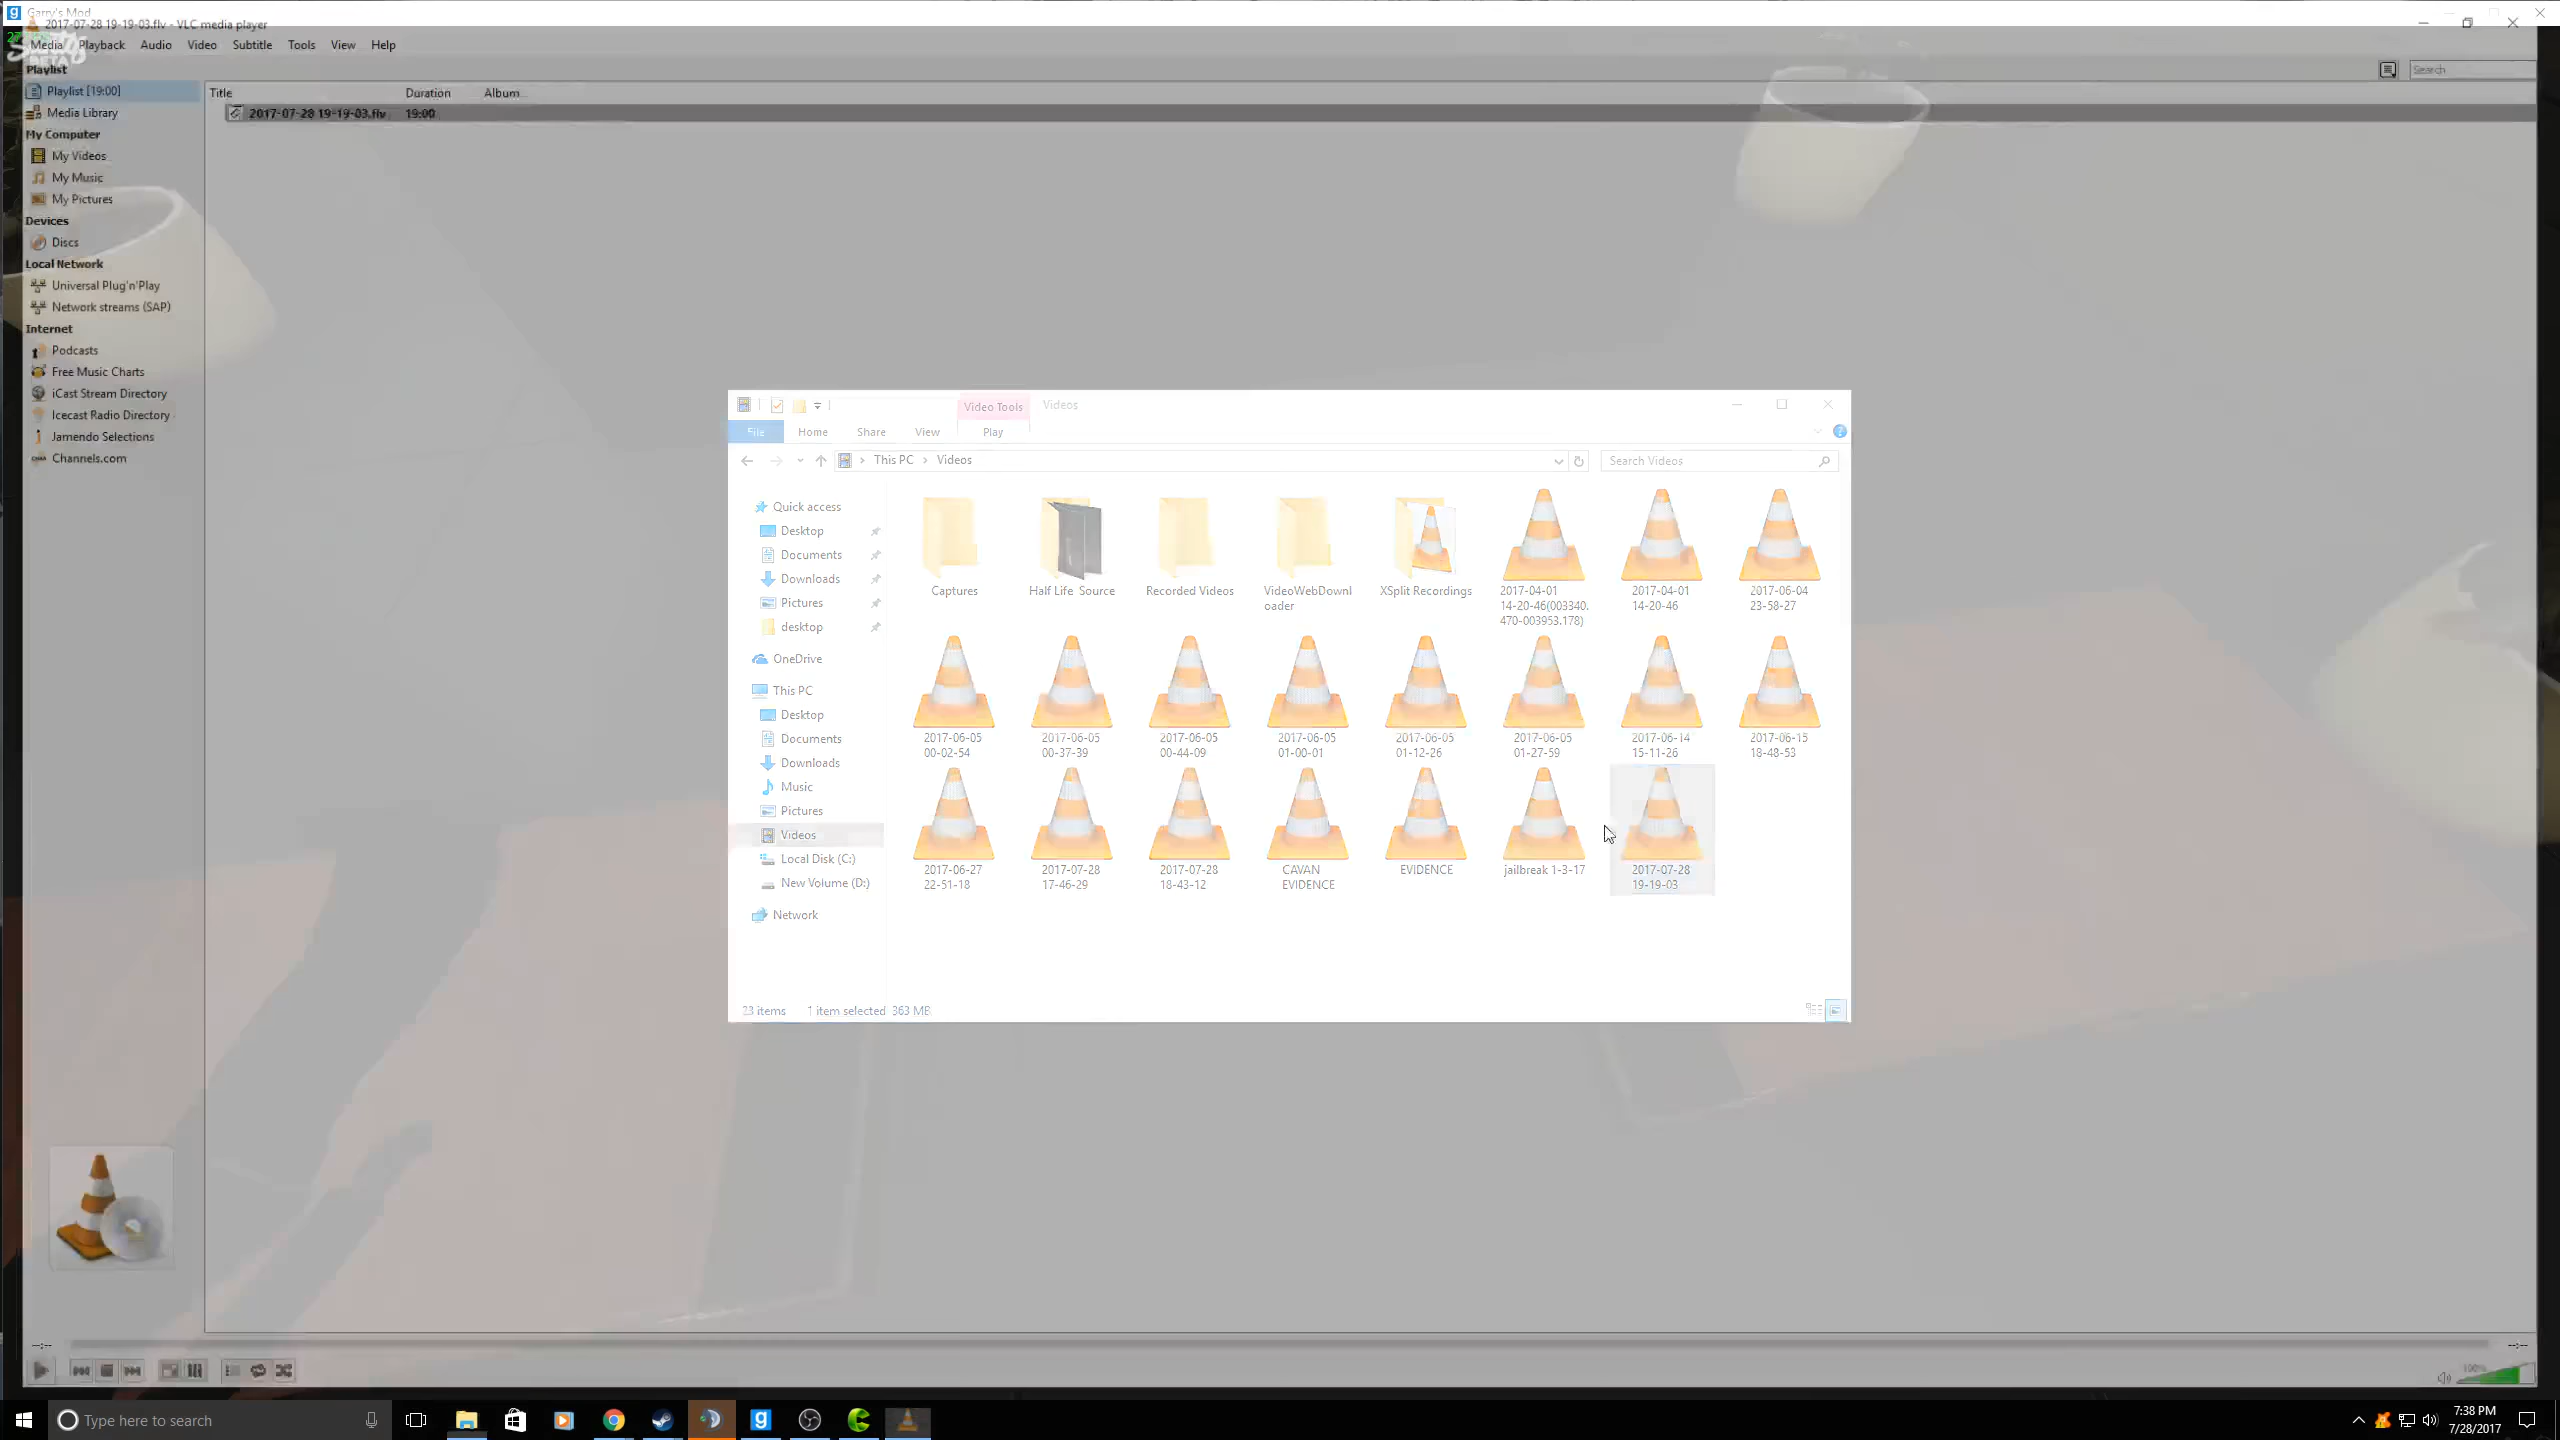 Garry's Mod
2017-07-28 19-19-03.flv - VLC media player
Media Playback Audio Video Subtitle Tools View Help
BETA
Playlist
Search
Playlist [19:00]
Title Duration Album
Media Library
2017-07-28 19-19-03.flv 19:00
My Computer
My Videos
My Music
My Pictures
Devices
Discs
Local Network
Universal Plug'n'Play
Network streams (SAP)
Internet
Podcasts
Free Music Charts
iCast Stream Directory
Icecast Radio Directory
Jamendo Selections
Channels.com
Video Tools Videos
File Home Share View Play
This PC > Videos
Search Videos
Quick access
Desktop
Documents
Downloads
Pictures
desktop
OneDrive
This PC
Desktop
Documents
Downloads
Music
Pictures
Videos
Local Disk (C:)
New Volume (D:)
Network
Captures
Half Life Source
Recorded Videos
VideoWebDownl
oader
XSplit Recordings
2017-04-01
14-20-46(003340.
470-003953.178)
2017-04-01
14-20-46
2017-06-04
23-58-27
2017-06-05
00-02-54
2017-06-05
00-37-39
2017-06-05
00-44-09
2017-06-05
01-00-01
2017-06-05
01-12-26
2017-06-05
01-27-59
2017-06-14
15-11-26
2017-06-15
18-48-53
2017-06-27
22-51-18
2017-07-28
17-46-29
2017-07-28
18-43-12
CAVAN
EVIDENCE
EVIDENCE
jailbreak 1-3-17
2017-07-28
19-19-03
23 items 1 item selected 363 MB
--:-- --:--
100%
Type here to search
7:38 PM
7/28/2017